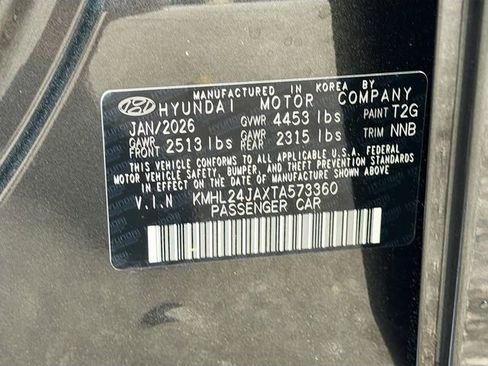 MANUFACTURED IN KOREA BY
HYUNDAI MOTOR COMPANY
JAN/2026 GVWR 4453 lbs PAINT T2G
GAWR FRONT 2513 lbs GAWR REAR 2315 lbs TRIM NNB
THIS VEHICLE CONFORMS TO ALL APPLICABLE U.S.A. FEDERAL
MOTOR VEHICLE SAFETY, BUMPER, AND THEFT PREVENTION STANDARDS
IN EFFECT ON THE DATE OF MANUFACTURE SHOWN ABOVE.
V.I.N KMHL24JAXTA573360
PASSENGER CAR